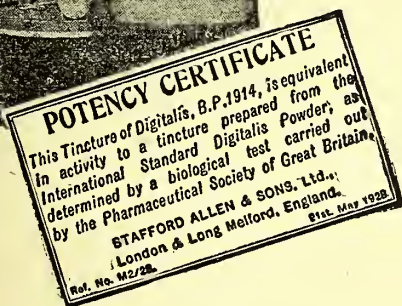 POTENCY CERTIFICATE
This Tincture of Digitalis, B.P.1914, is equivalent
in activity to a tincture prepared from the
International Standard Digitalis Powder, as
determined by a biological test carried out
by the Pharmaceutical Society of Great Britain.
STAFFORD ALLEN & SONS, Ltd.,
London & Long Melford, England.
Ref. No. M2/28. 21st. May 1928